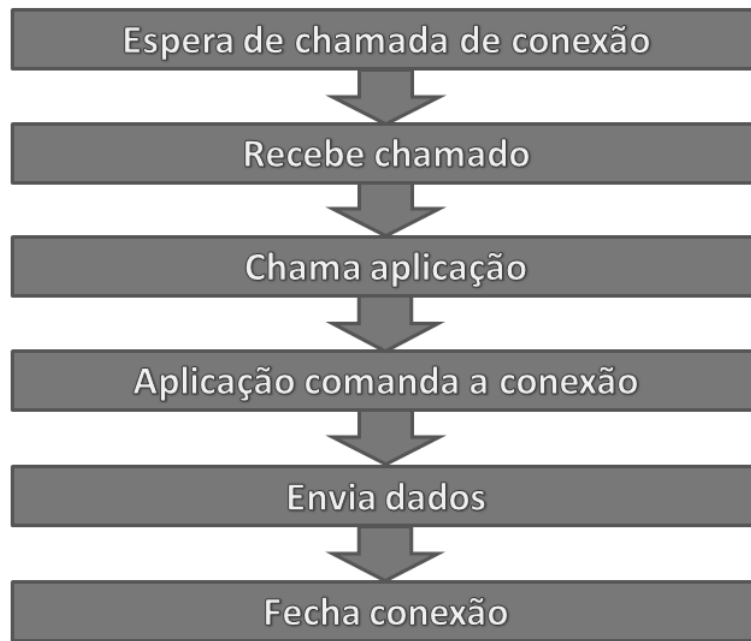 Espera de chamada de conexão
Recebe chamado
Chama aplicação
Aplicação comanda a conexão
Envia dados
Fecha conexão